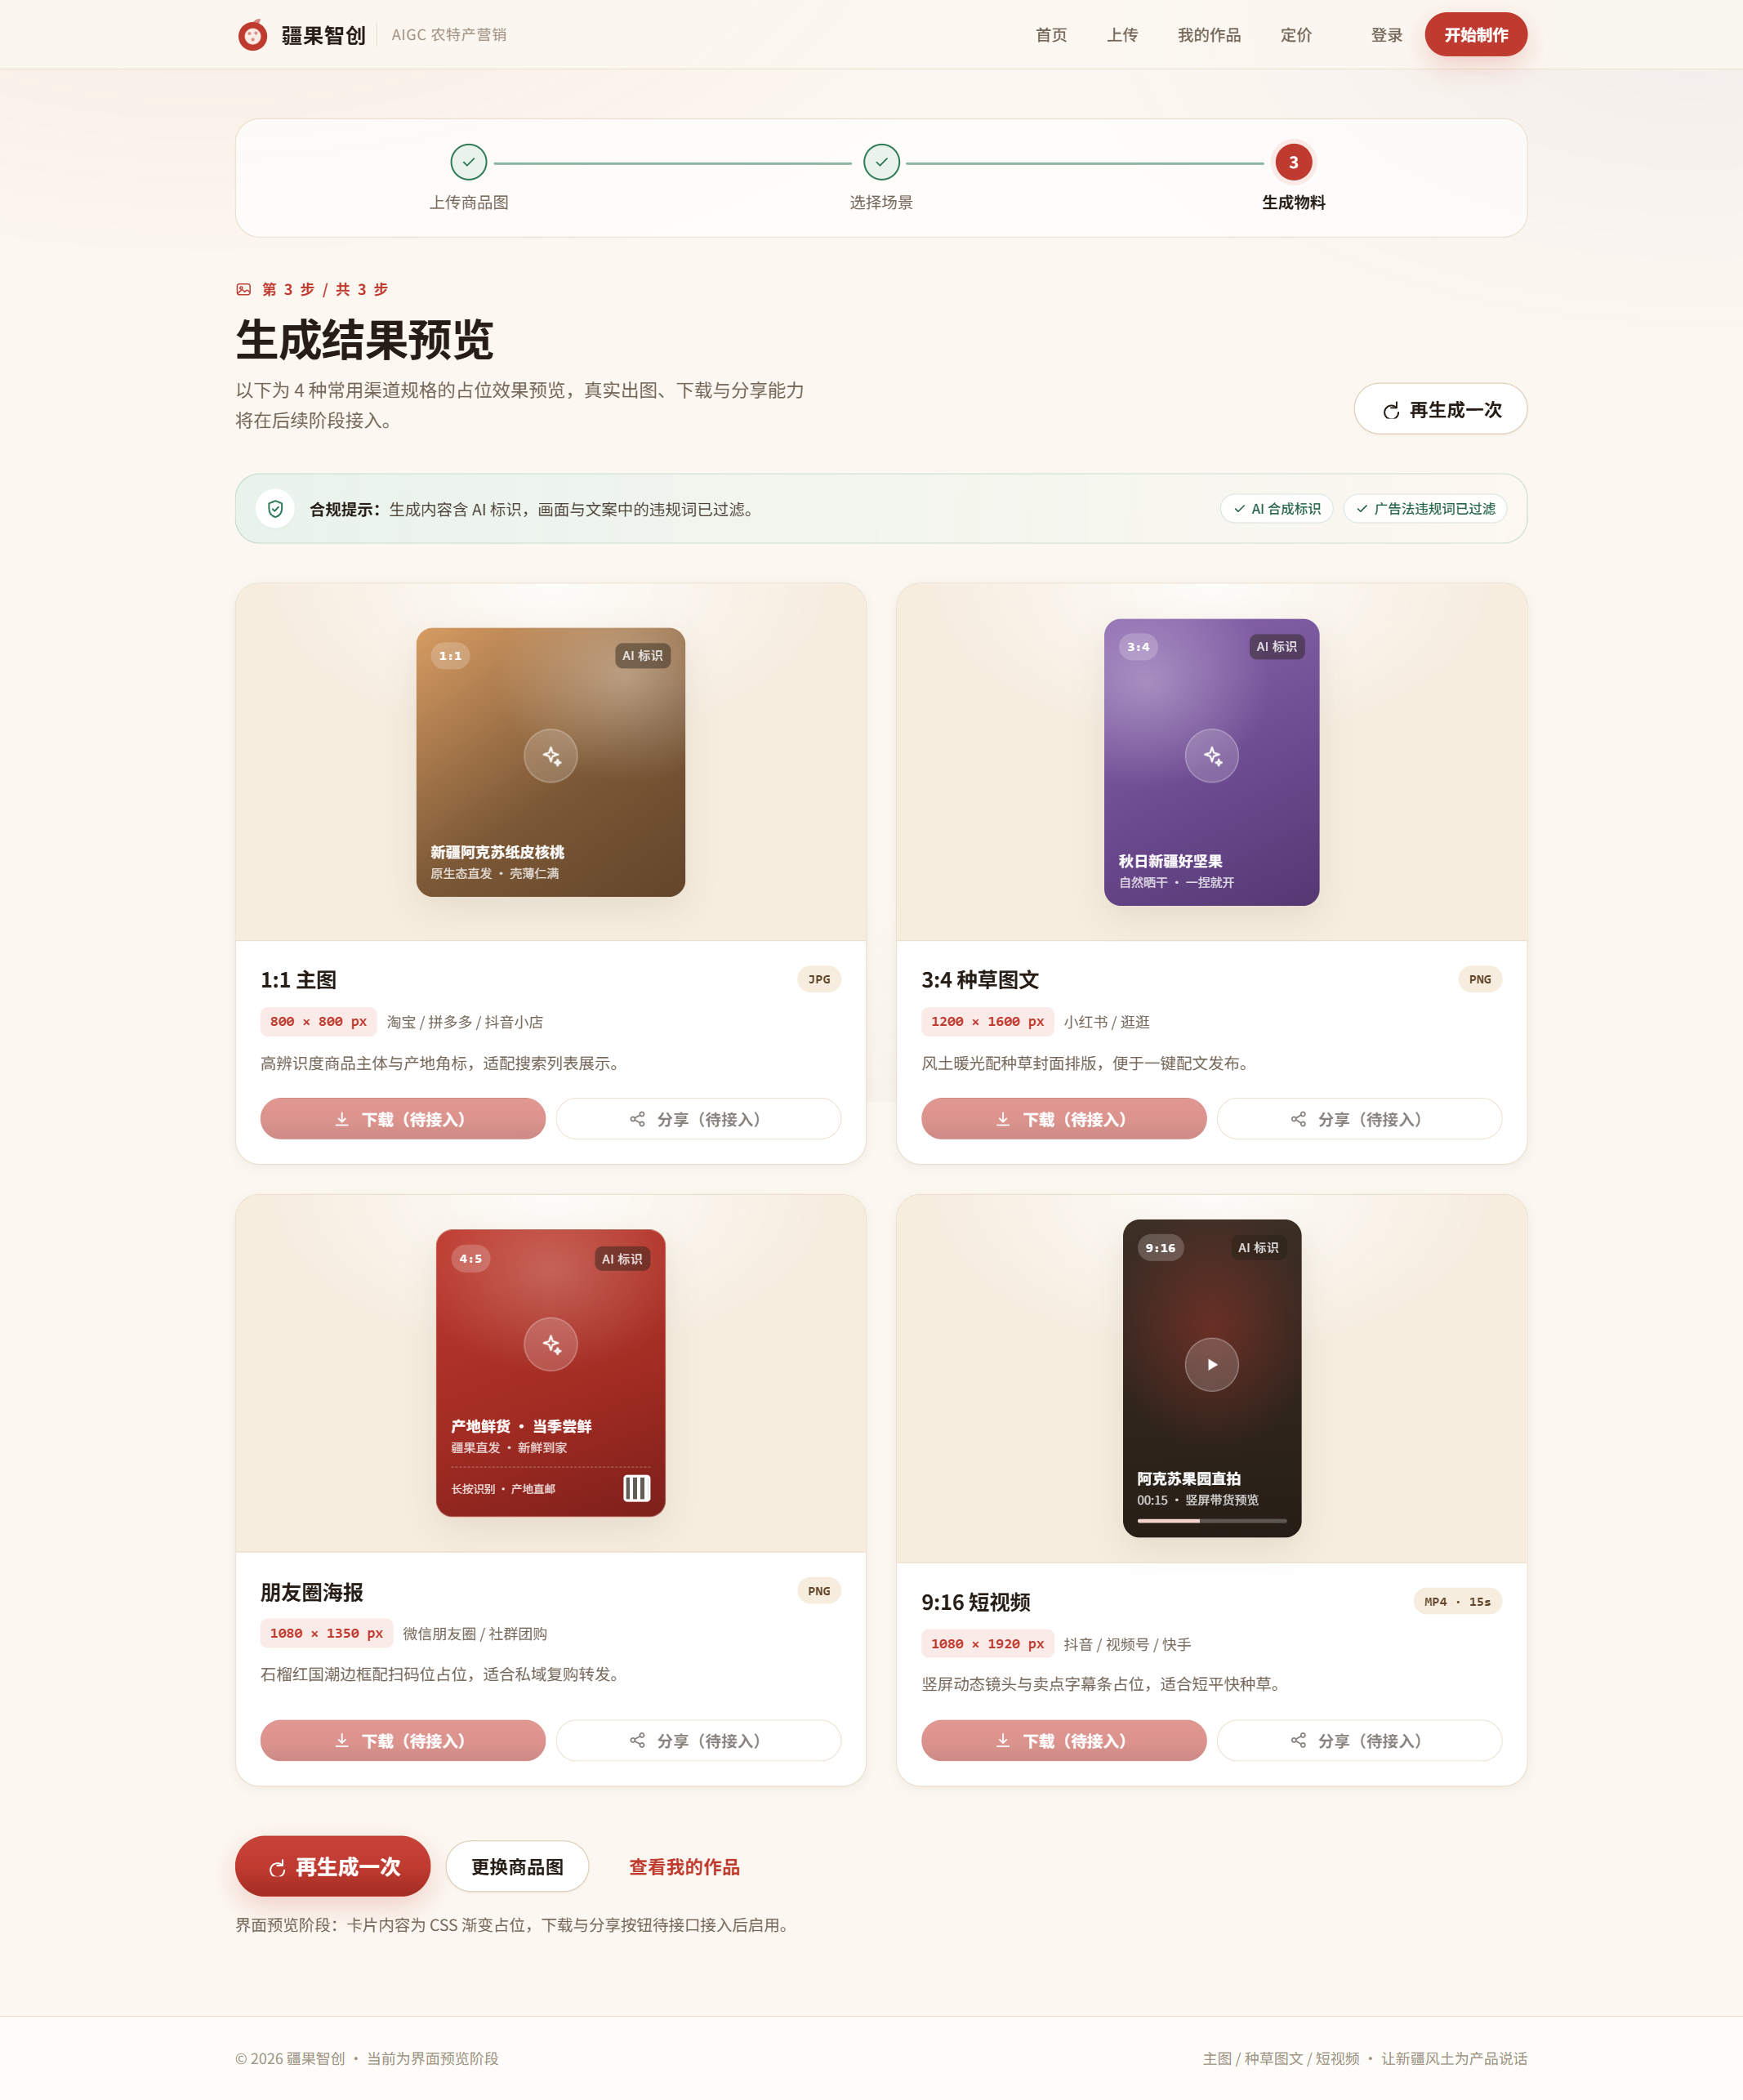 疆果智创
AIGC 农特产营销
首页
上传
我的作品
定价
登录
开始制作
上传商品图
选择场景
3
生成物料
第 3 步 / 共 3 步
生成结果预览
以下为 4 种常用渠道规格的占位效果预览，真实出图、下载与分享能力
将在后续阶段接入。
再生成一次
合规提示：生成内容含 AI 标识，画面与文案中的违规词已过滤。
AI 合成标识
广告法违规词已过滤
1:1
AI 标识
新疆阿克苏纸皮核桃
原生态直发 · 壳薄仁满
1:1 主图
JPG
800 × 800 px
淘宝 / 拼多多 / 抖音小店
高辨识度商品主体与产地角标，适配搜索列表展示。
下载（待接入）
分享（待接入）
3:4
AI 标识
秋日新疆好坚果
自然晒干 · 一捏就开
3:4 种草图文
PNG
1200 × 1600 px
小红书 / 逛逛
风土暖光配种草封面排版，便于一键配文发布。
下载（待接入）
分享（待接入）
4:5
AI 标识
产地鲜货 · 当季尝鲜
疆果直发 · 新鲜到家
长按识别 · 产地直邮
朋友圈海报
PNG
1080 × 1350 px
微信朋友圈 / 社群团购
石榴红国潮边框配扫码位占位，适合私域复购转发。
下载（待接入）
分享（待接入）
9:16
AI 标识
阿克苏果园直拍
00:15 · 竖屏带货预览
9:16 短视频
MP4 · 15s
1080 × 1920 px
抖音 / 视频号 / 快手
竖屏动态镜头与卖点字幕条占位，适合短平快种草。
下载（待接入）
分享（待接入）
再生成一次
更换商品图
查看我的作品
界面预览阶段：卡片内容为 CSS 渐变占位，下载与分享按钮待接口接入后启用。
© 2026 疆果智创 · 当前为界面预览阶段
主图 / 种草图文 / 短视频 · 让新疆风土为产品说话